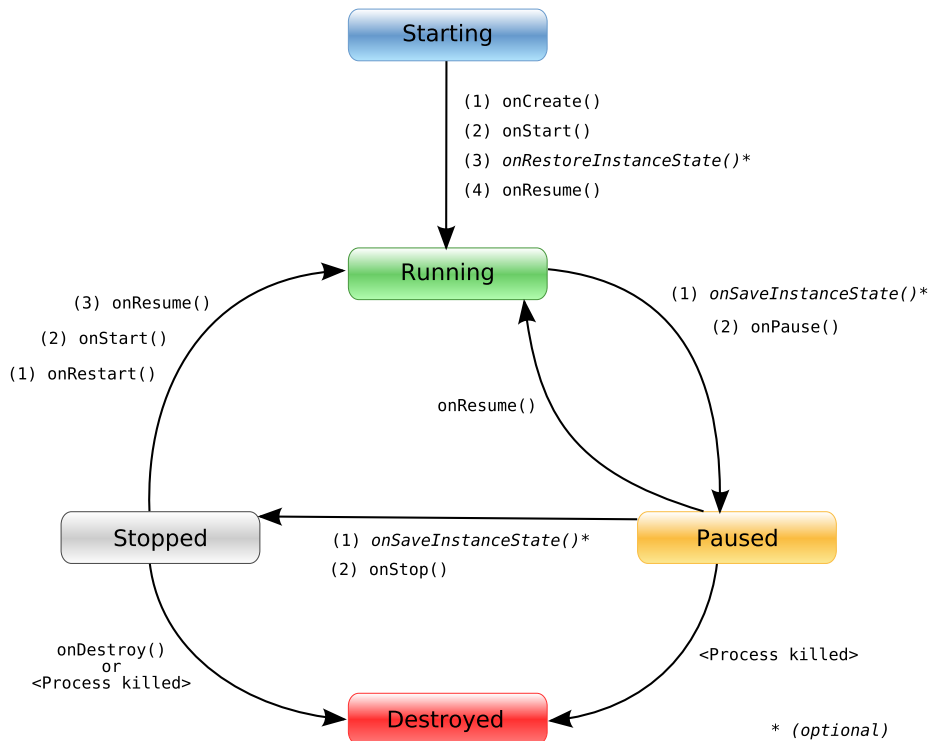 Starting
(1) onCreate()
(2) onStart()
(3) onRestoreInstanceState()*
(4) onResume()
Running
(3) onResume()
(2) onStart()
(1) onRestart()
(1) onSaveInstanceState()*
(2) onPause()
onResume()
Stopped
Paused
(1) onSaveInstanceState()*
(2) onStop()
onDestroy()
or
<Process killed>
<Process killed>
Destroyed
* (optional)